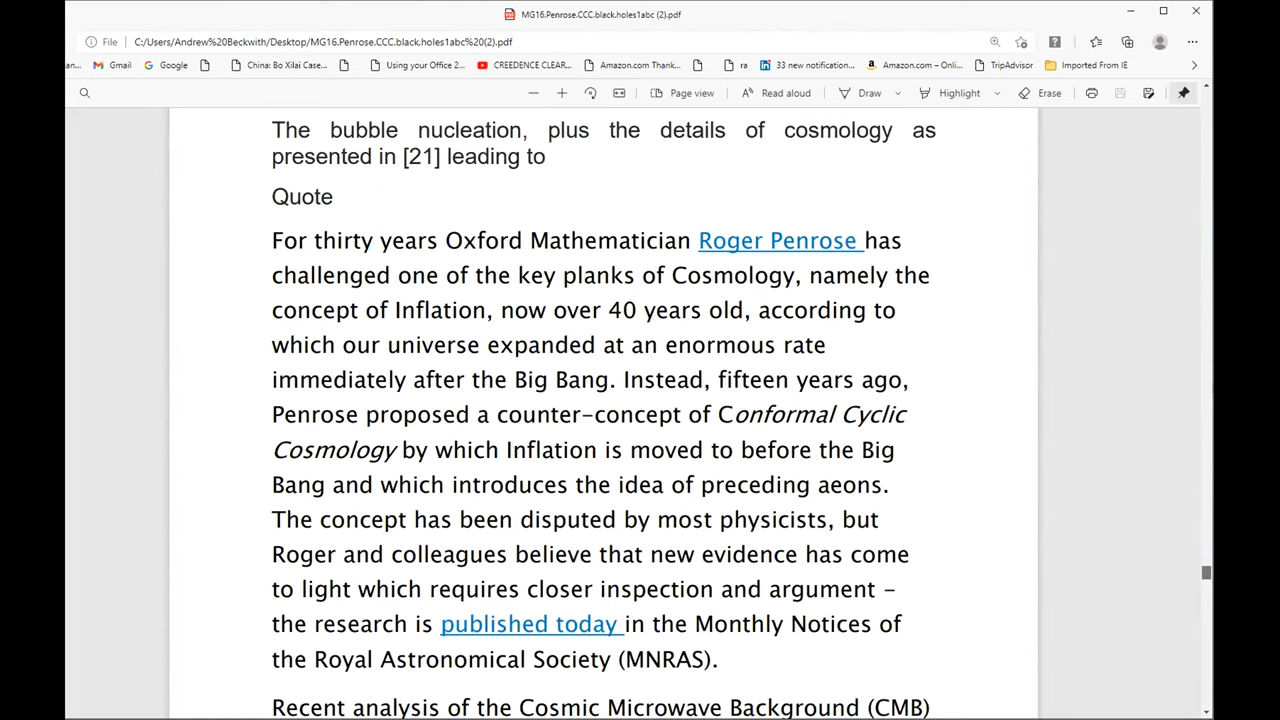 MG16.Penrose.CCC.black.holes1abc (2).pdf
File C:/Users/Andrew%20Beckwith/Desktop/MG16.Penrose.CCC.black.holes1abc%20(2).pdf
an... Gmail Google China: Bo Xilai Case... Using your Office 2... CREEDENCE CLEAR... Amazon.com Thank... ra 33 new notification... Amazon.com – Onli... TripAdvisor Imported From IE
Page view Read aloud Draw Highlight Erase
The bubble nucleation, plus the details of cosmology as
presented in [21] leading to
Quote
For thirty years Oxford Mathematician Roger Penrose has
challenged one of the key planks of Cosmology, namely the
concept of Inflation, now over 40 years old, according to
which our universe expanded at an enormous rate
immediately after the Big Bang. Instead, fifteen years ago,
Penrose proposed a counter-concept of Conformal Cyclic
Cosmology by which Inflation is moved to before the Big
Bang and which introduces the idea of preceding aeons.
The concept has been disputed by most physicists, but
Roger and colleagues believe that new evidence has come
to light which requires closer inspection and argument –
the research is published today in the Monthly Notices of
the Royal Astronomical Society (MNRAS).
Recent analysis of the Cosmic Microwave Background (CMB)